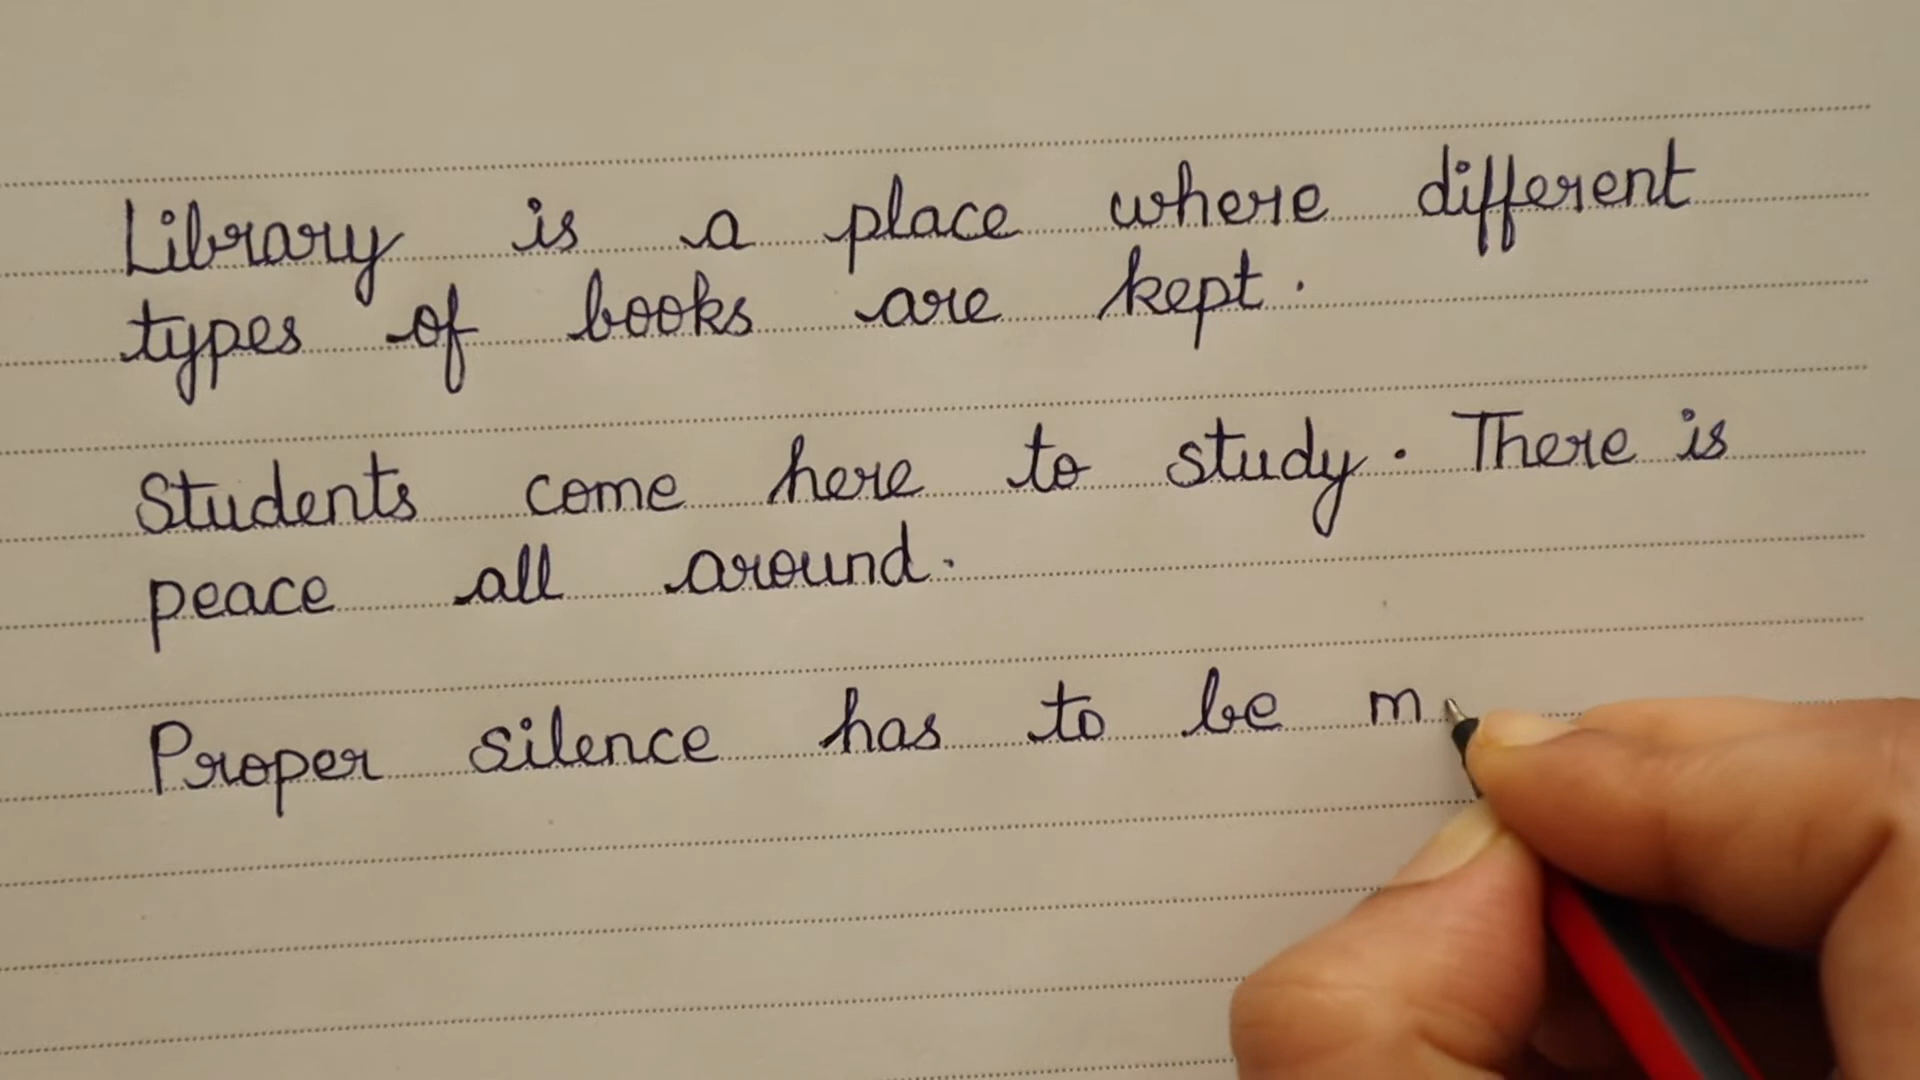 Library is a place where different
types of books are kept.
Students come here to study. There is
peace all around.
Proper silence has to be m